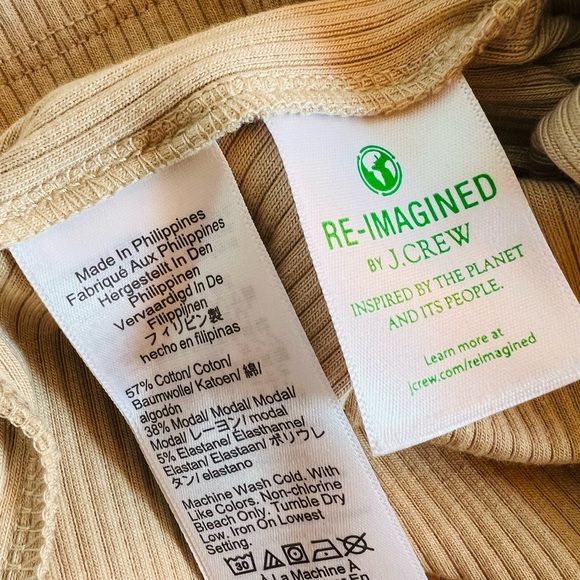 Made In Philippines
Fabriqué Aux Philippines
Hergestelt In Den
Philippinen
Vervaardigd In De
Filippijnen
フィリピン製
hecho en filipinas
57% Cotton/ Coton/
Baumwolle/ Katoen/ 綿/
algodón
38% Modal/ Modal/ Modal/
Modal/ レーヨン/ modal
5% Elastane/ Elasthanne/
Elastan/ Elastaan/ ポリウレ
タン/ elastano
Machine Wash Cold. With
Like Colors. Non-chlorine
Bleach Only. Tumble Dry
Low. Iron On Lowest
Setting.
30
À La Machine À
RE-IMAGINED
BY J.CREW
INSPIRED BY THE PLANET
AND ITS PEOPLE.
Learn more at
jcrew.com/reimagined